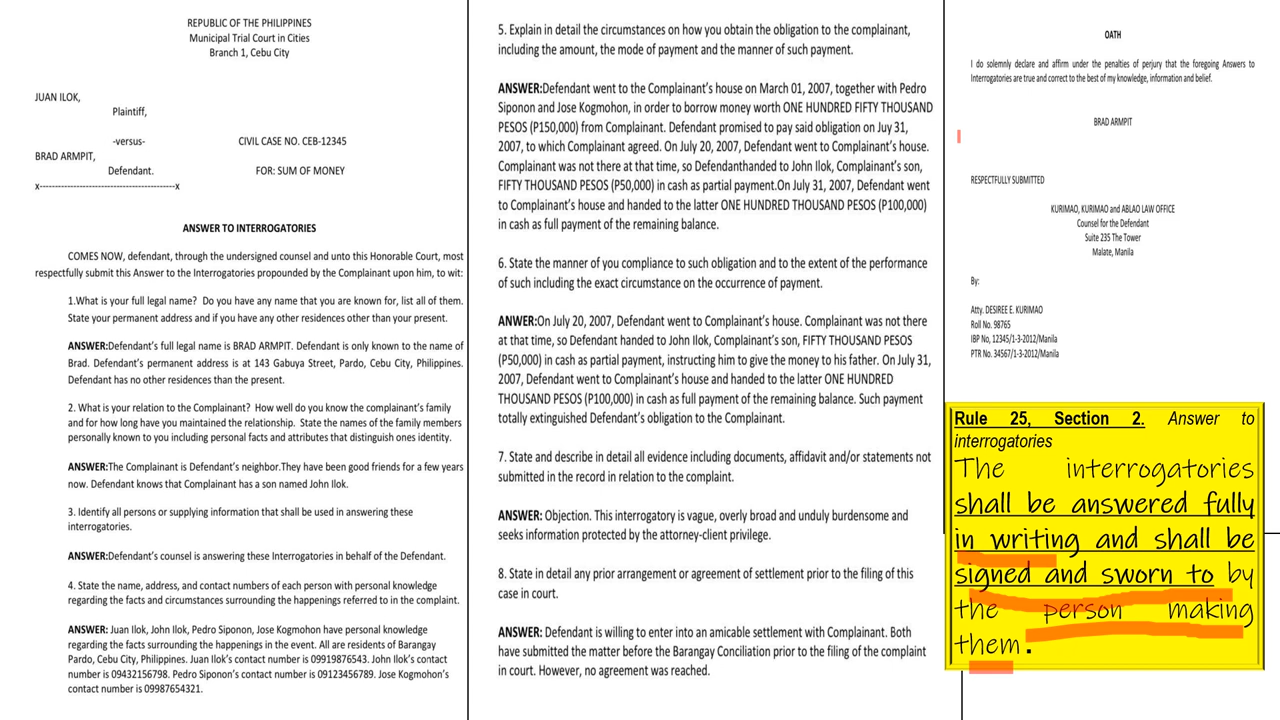 REPUBLIC OF THE PHILIPPINES
Municipal Trial Court in Cities
Branch 1, Cebu City
JUAN ILOK,
Plaintiff,
-versus- CIVIL CASE NO. CEB-12345
BRAD ARMPIT,
Defendant. FOR: SUM OF MONEY
x-------------------------------------------x
ANSWER TO INTERROGATORIES
COMES NOW, defendant, through the undersigned counsel and unto this Honorable Court, most
respectfully submit this Answer to the Interrogatories propounded by the Complainant upon him, to wit:
1.What is your full legal name? Do you have any name that you are known for, list all of them.
State your permanent address and if you have any other residences other than your present.
ANSWER:Defendant's full legal name is BRAD ARMPIT. Defendant is only known to the name of
Brad. Defendant's permanent address is at 143 Gabuya Street, Pardo, Cebu City, Philippines.
Defendant has no other residences than the present.
2. What is your relation to the Complainant? How well do you know the complainant's family
and for how long have you maintained the relationship. State the names of the family members
personally known to you including personal facts and attributes that distinguish ones identity.
ANSWER:The Complainant is Defendant's neighbor.They have been good friends for a few years
now. Defendant knows that Complainant has a son named John Ilok.
3. Identify all persons or supplying information that shall be used in answering these
interrogatories.
ANSWER:Defendant's counsel is answering these Interrogatories in behalf of the Defendant.
4. State the name, address, and contact numbers of each person with personal knowledge
regarding the facts and circumstances surrounding the happenings referred to in the complaint.
ANSWER: Juan Ilok, John Ilok, Pedro Siponon, Jose Kogmohon have personal knowledge
regarding the facts surrounding the happenings in the event. All are residents of Barangay
Pardo, Cebu City, Philippines. Juan Ilok's contact number is 09919876543. John Ilok's contact
number is 09432156798. Pedro Siponon's contact number is 09123456789. Jose Kogmohon's
contact number is 09987654321.
5. Explain in detail the circumstances on how you obtain the obligation to the complainant,
including the amount, the mode of payment and the manner of such payment.
ANSWER:Defendant went to the Complainant's house on March 01, 2007, together with Pedro
Siponon and Jose Kogmohon, in order to borrow money worth ONE HUNDRED FIFTY THOUSAND
PESOS (P150,000) from Complainant. Defendant promised to pay said obligation on Juy 31,
2007, to which Complainant agreed. On July 20, 2007, Defendant went to Complainant's house.
Complainant was not there at that time, so Defendanthanded to John Ilok, Complainant's son,
FIFTY THOUSAND PESOS (P50,000) in cash as partial payment.On July 31, 2007, Defendant went
to Complainant's house and handed to the latter ONE HUNDRED THOUSAND PESOS (P100,000)
in cash as full payment of the remaining balance.
6. State the manner of you compliance to such obligation and to the extent of the performance
of such including the exact circumstance on the occurrence of payment.
ANWER:On July 20, 2007, Defendant went to Complainant's house. Complainant was not there
at that time, so Defendant handed to John Ilok, Complainant's son, FIFTY THOUSAND PESOS
(P50,000) in cash as partial payment, instructing him to give the money to his father. On July 31,
2007, Defendant went to Complainant's house and handed to the latter ONE HUNDRED
THOUSAND PESOS (P100,000) in cash as full payment of the remaining balance. Such payment
totally extinguished Defendant's obligation to the Complainant.
7. State and describe in detail all evidence including documents, affidavit and/or statements not
submitted in the record in relation to the complaint.
ANSWER: Objection. This interrogatory is vague, overly broad and unduly burdensome and
seeks information protected by the attorney-client privilege.
8. State in detail any prior arrangement or agreement of settlement prior to the filing of this
case in court.
ANSWER: Defendant is willing to enter into an amicable settlement with Complainant. Both
have submitted the matter before the Barangay Conciliation prior to the filing of the complaint
in court. However, no agreement was reached.
OATH
I do solemnly declare and affirm under the penalties of perjury that the foregoing Answers to
Interrogatories are true and correct to the best of my knowledge, information and belief.
BRAD ARMPIT
RESPECTFULLY SUBMITTED
KURIMAO, KURIMAO and ABLAO LAW OFFICE
Counsel for the Defendant
Suite 235 The Tower
Malate, Manila
By:
Atty. DESIREE E. KURIMAO
Roll No. 98765
IBP No, 12345/1-3-2012/Manila
PTR No. 34567/1-3-2012/Manila
Rule 25, Section 2. Answer to
interrogatories
The interrogatories
shall be answered fully
in writing and shall be
signed and sworn to by
the person making
them.